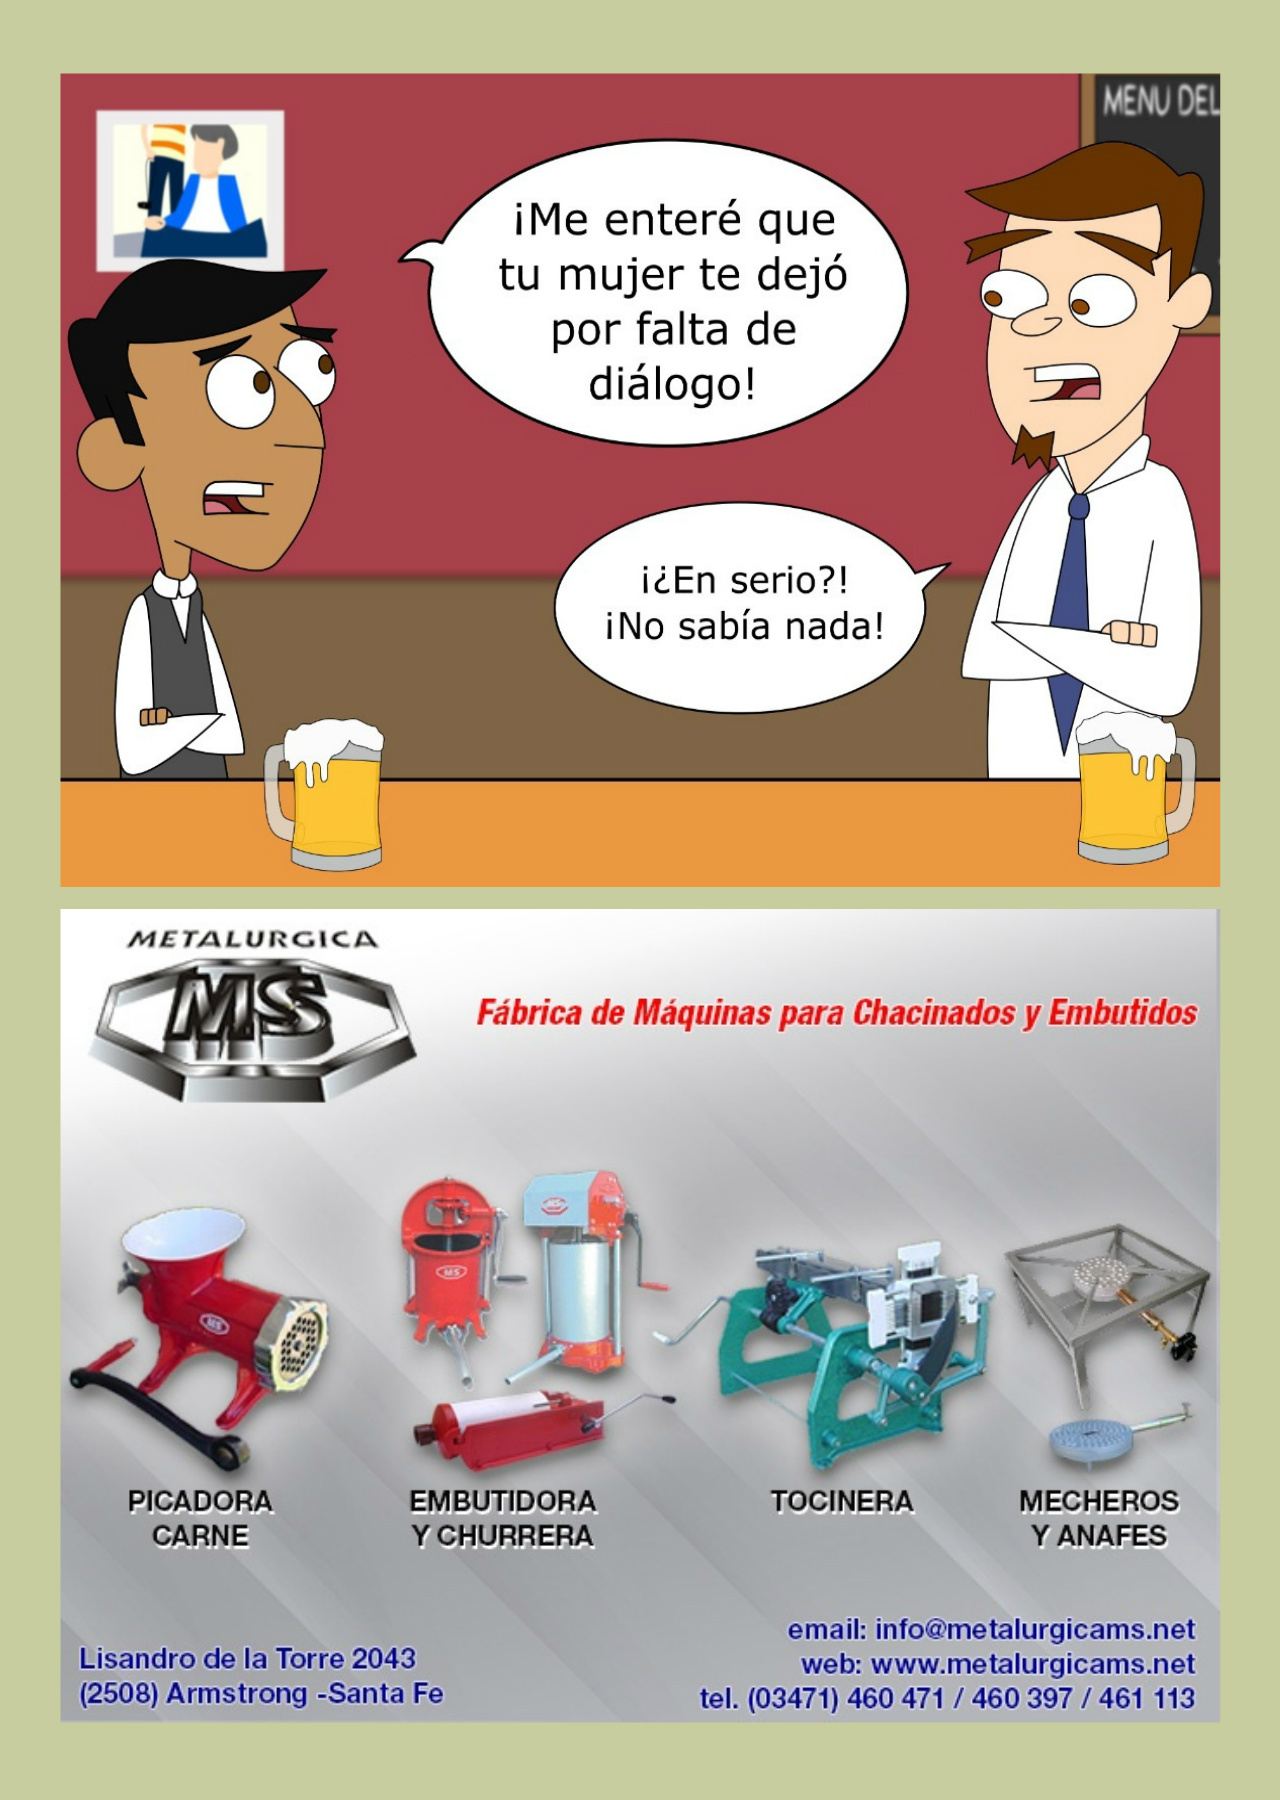 MENU DEL
¡Me enteré que
tu mujer te dejó
por falta de
diálogo!
¡¿En serio?!
¡No sabía nada!
METALURGICA
MS
Fábrica de Máquinas para Chacinados y Embutidos
MS
MS
MS
PICADORA
CARNE
EMBUTIDORA
Y CHURRERA
TOCINERA
MECHEROS
Y ANAFES
Lisandro de la Torre 2043
(2508) Armstrong -Santa Fe
email: info@metalurgicams.net
web: www.metalurgicams.net
tel. (03471) 460 471 / 460 397 / 461 113